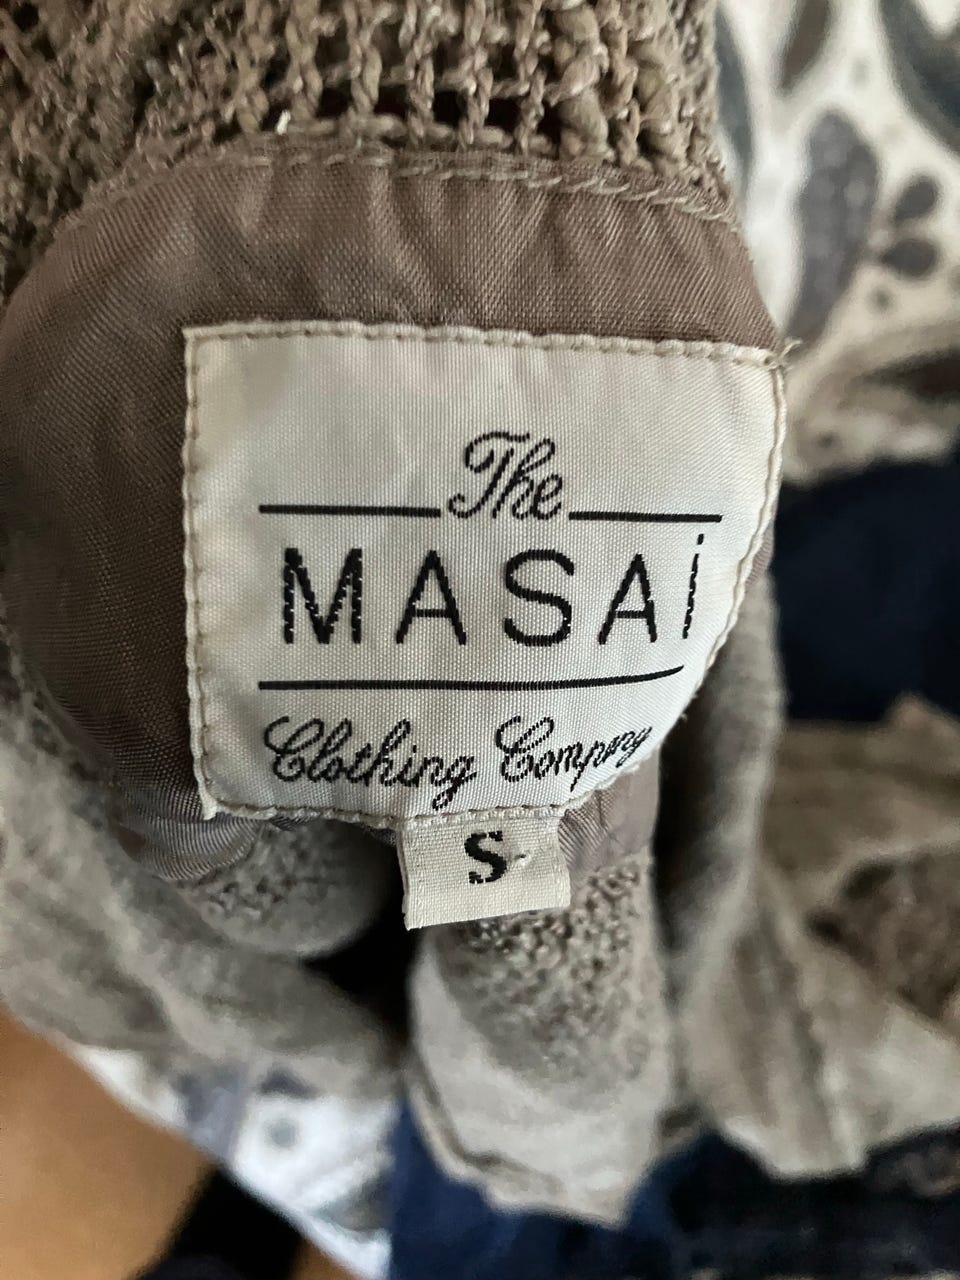 The
MASAi
Clothing Company
S